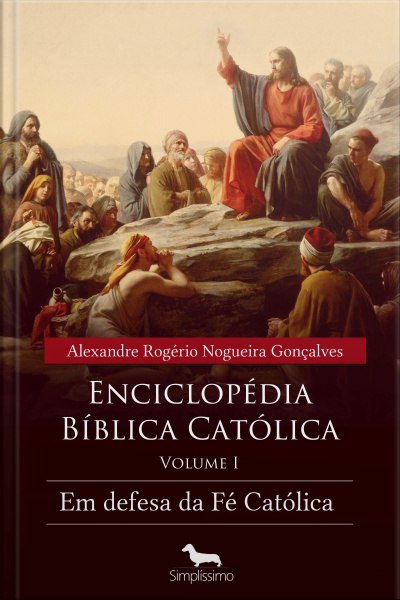 Alexandre Rogério Nogueira Gonçalves
Enciclopédia
Bíblica Católica
Volume I
Em defesa da Fé Católica
Simplíssimo